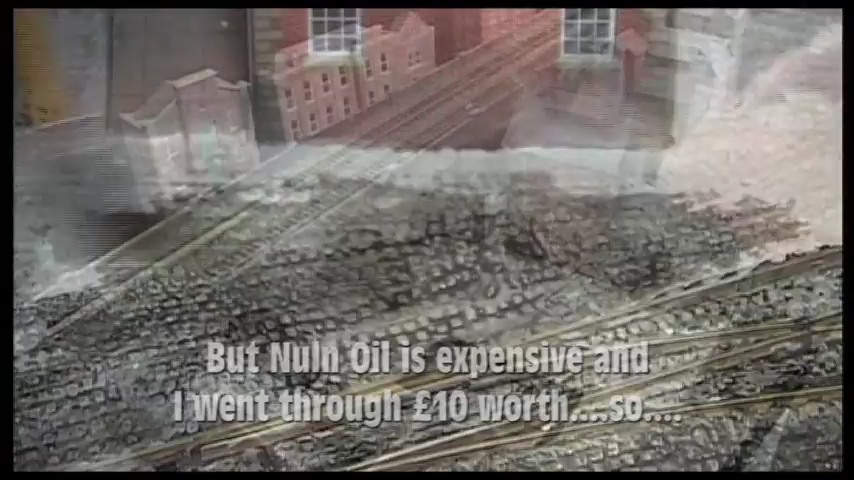 But Nuln Oil is expensive and
I went through £10 worth....so....